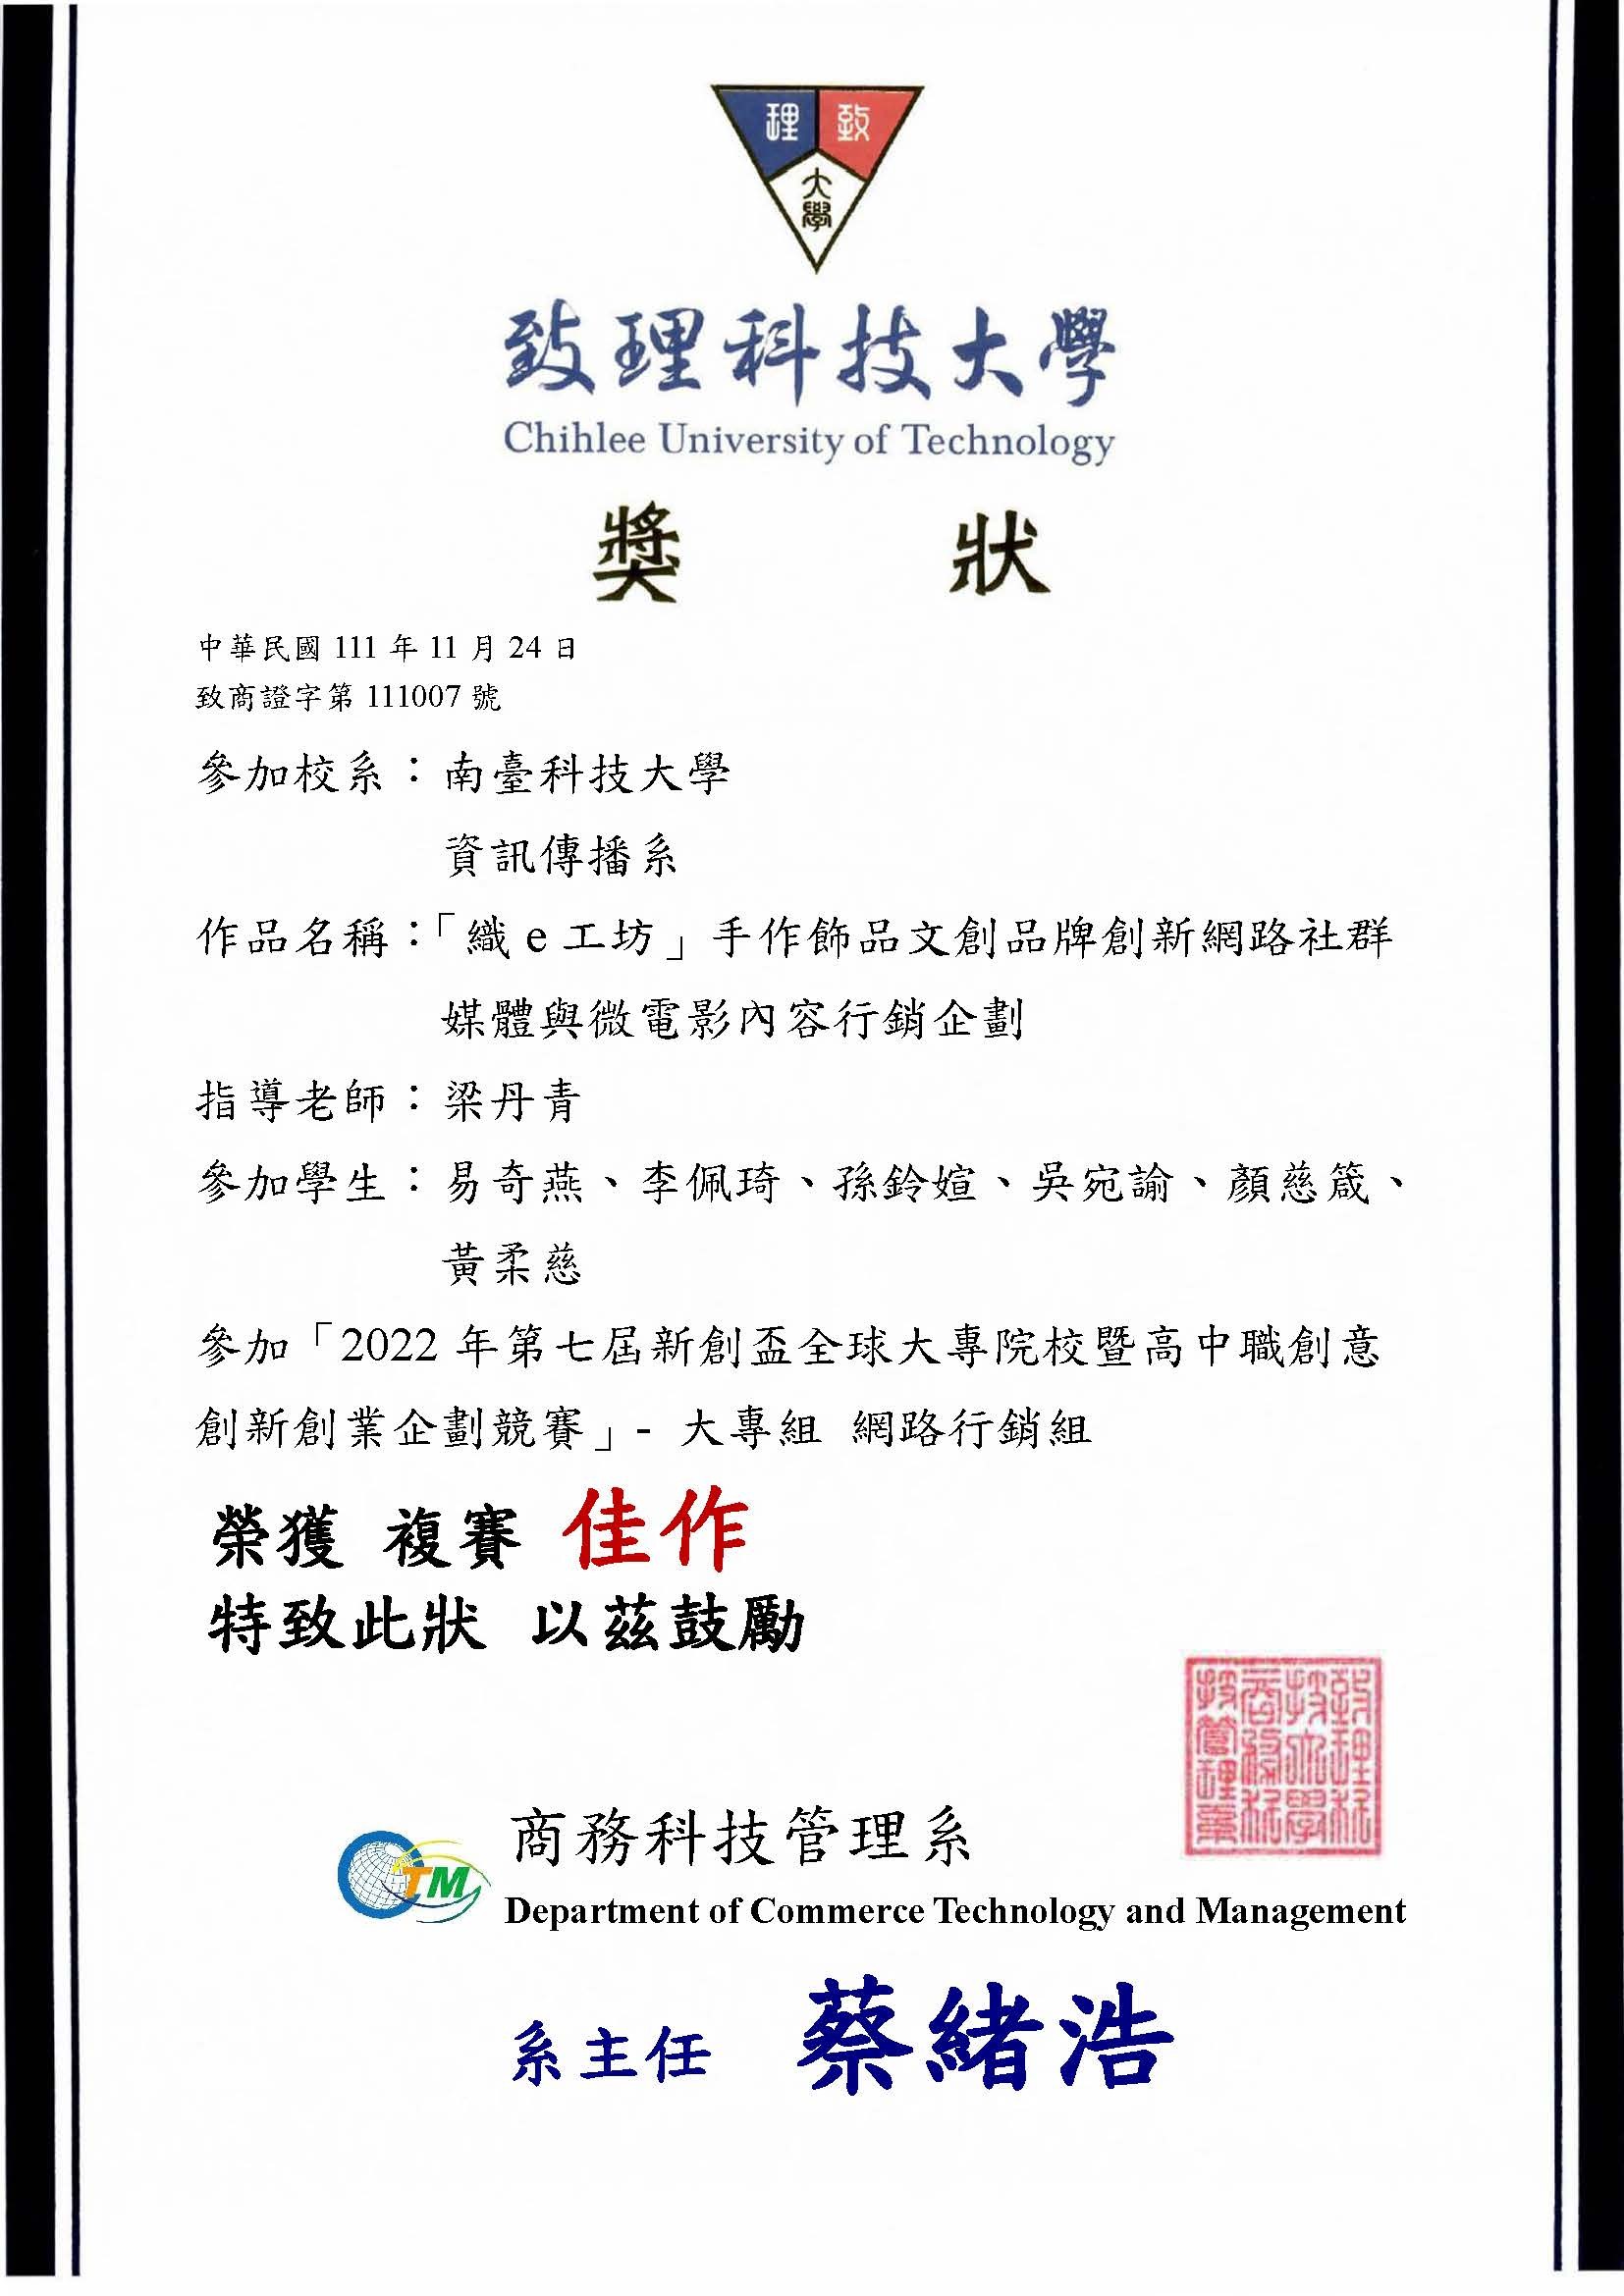 理 致
大學
致理科技大學
Chihlee University of Technology
獎 狀
中華民國 111 年 11 月 24 日
致商證字第 111007 號
參加校系：南臺科技大學
資訊傳播系
作品名稱：「織 e 工坊」手作飾品文創品牌創新網路社群
媒體與微電影內容行銷企劃
指導老師：梁丹青
參加學生：易奇燕、李佩琦、孫鈴媗、吳宛諭、顏慈箴、
黃柔慈
參加「2022 年第七屆新創盃全球大專院校暨高中職創意
創新創業企劃競賽」- 大專組 網路行銷組
榮獲 複賽 佳作
特致此狀 以茲鼓勵
致理科
技大學
商務科
技管理章
商務科技管理系
TM
Department of Commerce Technology and Management
系主任 蔡緒浩